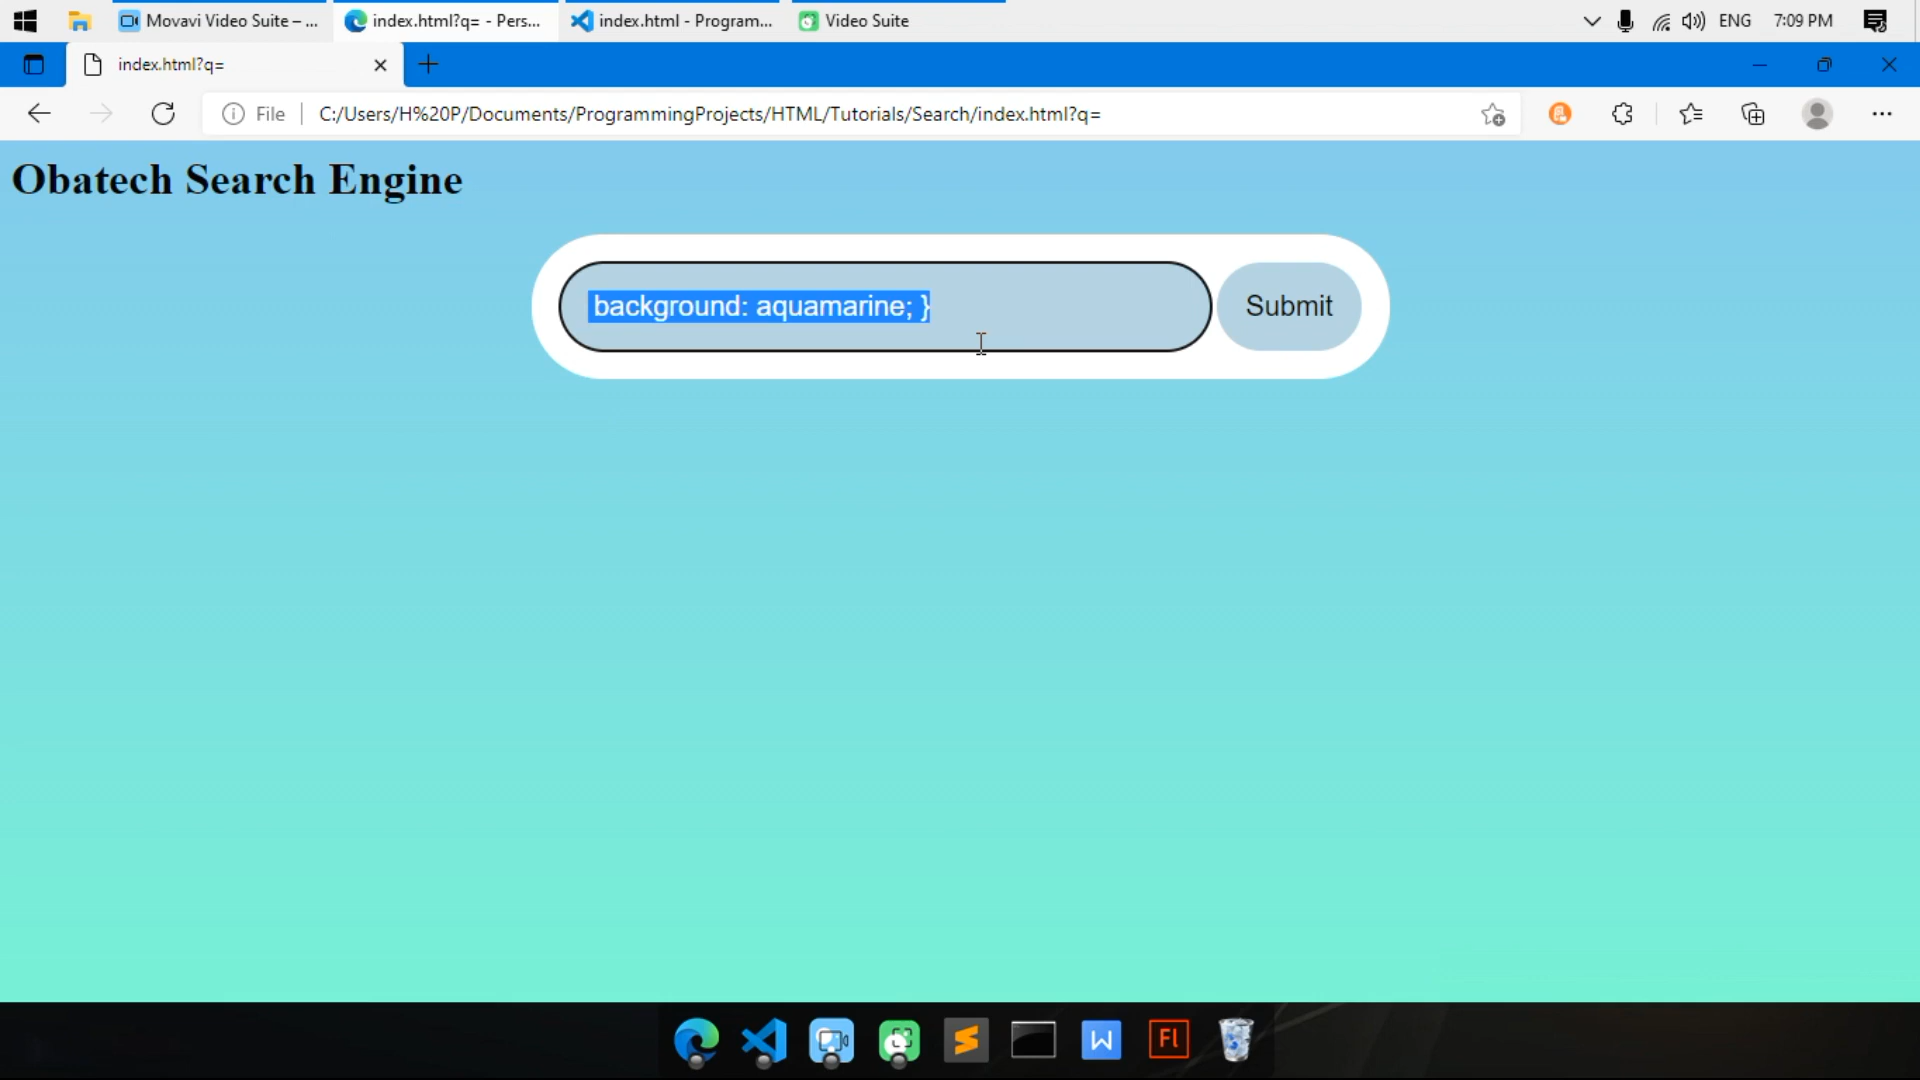 Movavi Video Suite – ...
index.html?q= - Pers...
index.html - Program...
Video Suite
ENG
7:09 PM
index.html?q=
File
C:/Users/H%20P/Documents/ProgrammingProjects/HTML/Tutorials/Search/index.html?q=
Obatech Search Engine
background: aquamarine; }
Submit
W
Fl